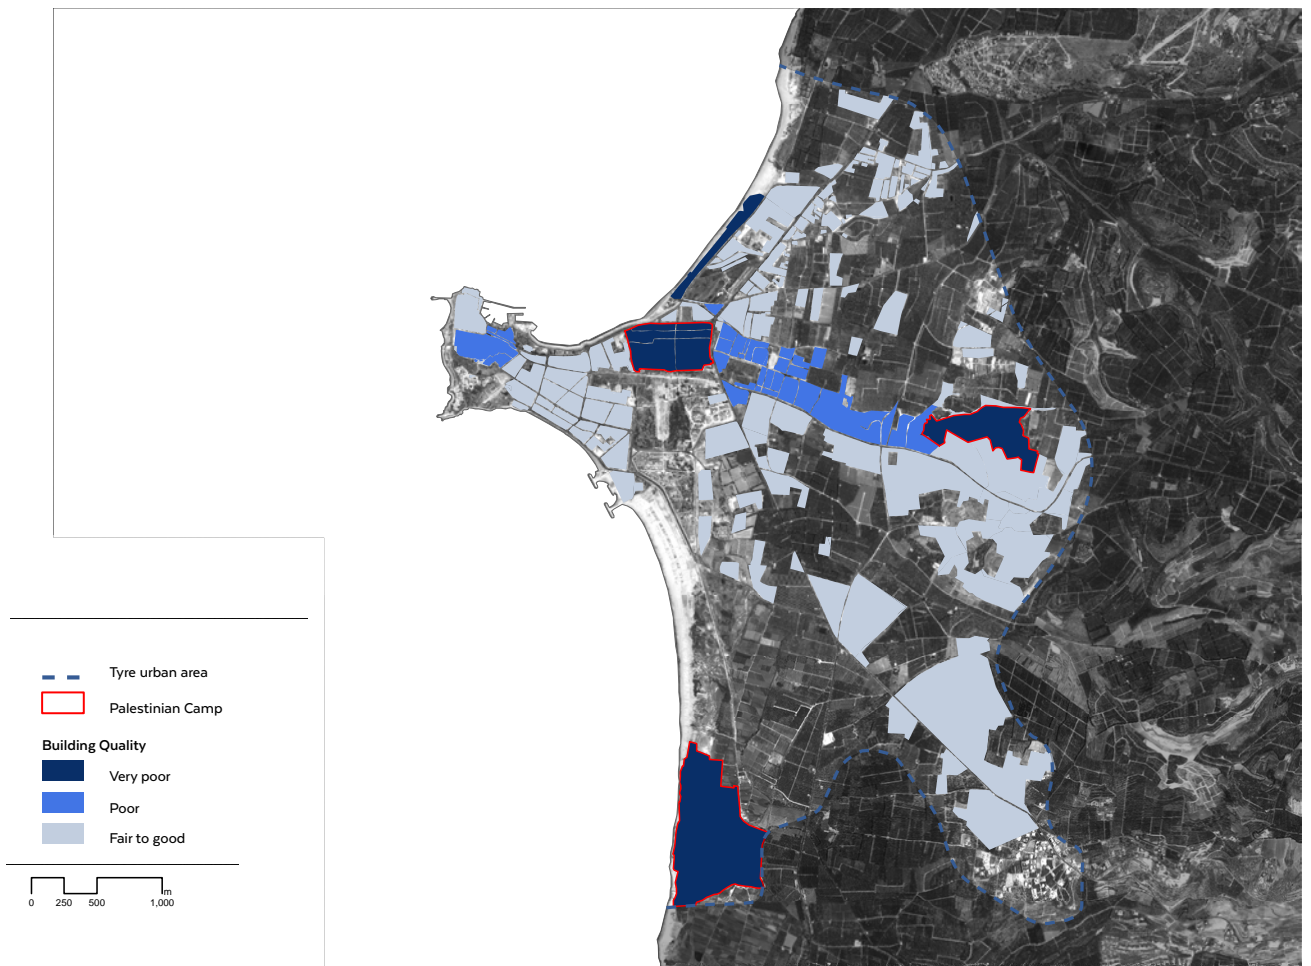 Tyre urban area
Palestinian Camp
Building Quality
Very poor
Poor
Fair to good
m
0 250 500 1,000